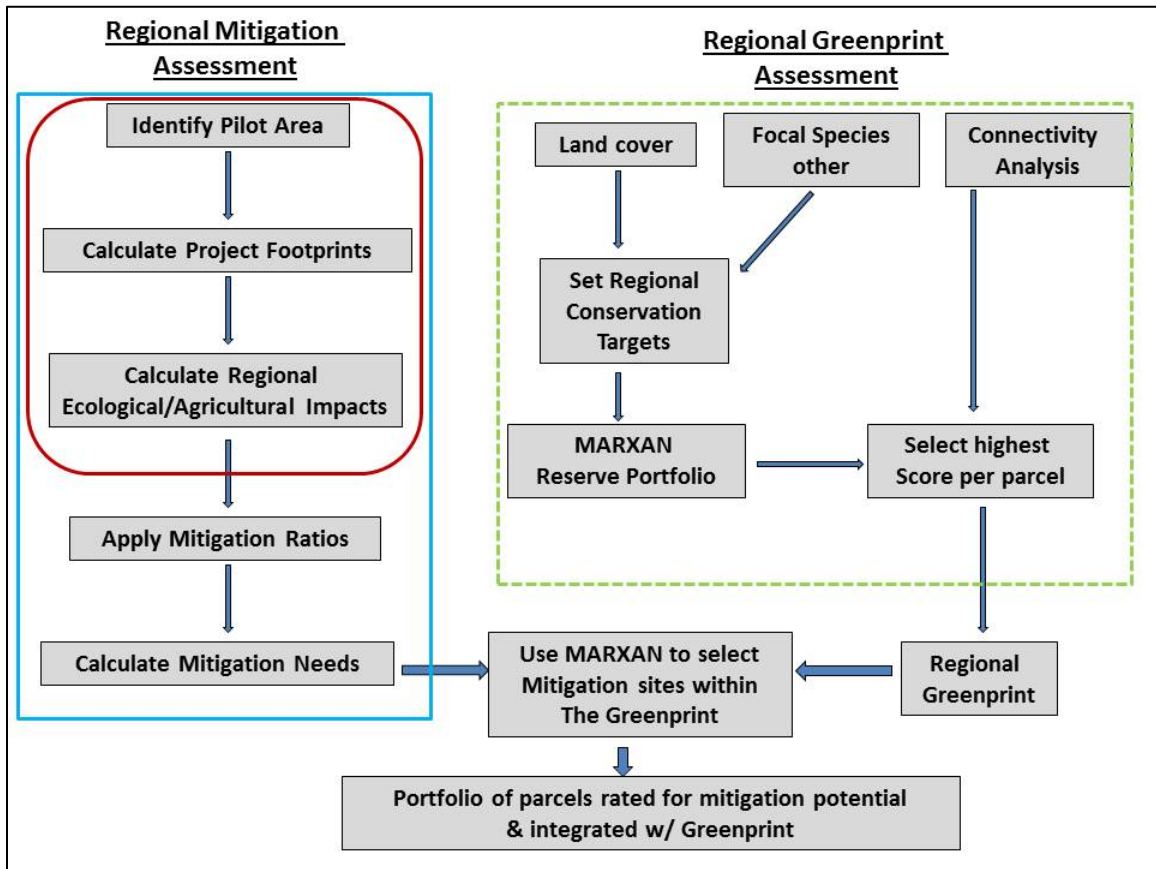 Regional Mitigation
Assessment
Identify Pilot Area
Calculate Project Footprints
Calculate Regional
Ecological/Agricultural Impacts
Apply Mitigation Ratios
Calculate Mitigation Needs
Regional Greenprint
Assessment
Land cover
Focal Species
other
Connectivity
Analysis
Set Regional
Conservation
Targets
MARXAN
Reserve Portfolio
Select highest
Score per parcel
Use MARXAN to select
Mitigation sites within
The Greenprint
Regional
Greenprint
Portfolio of parcels rated for mitigation potential
& integrated w/ Greenprint